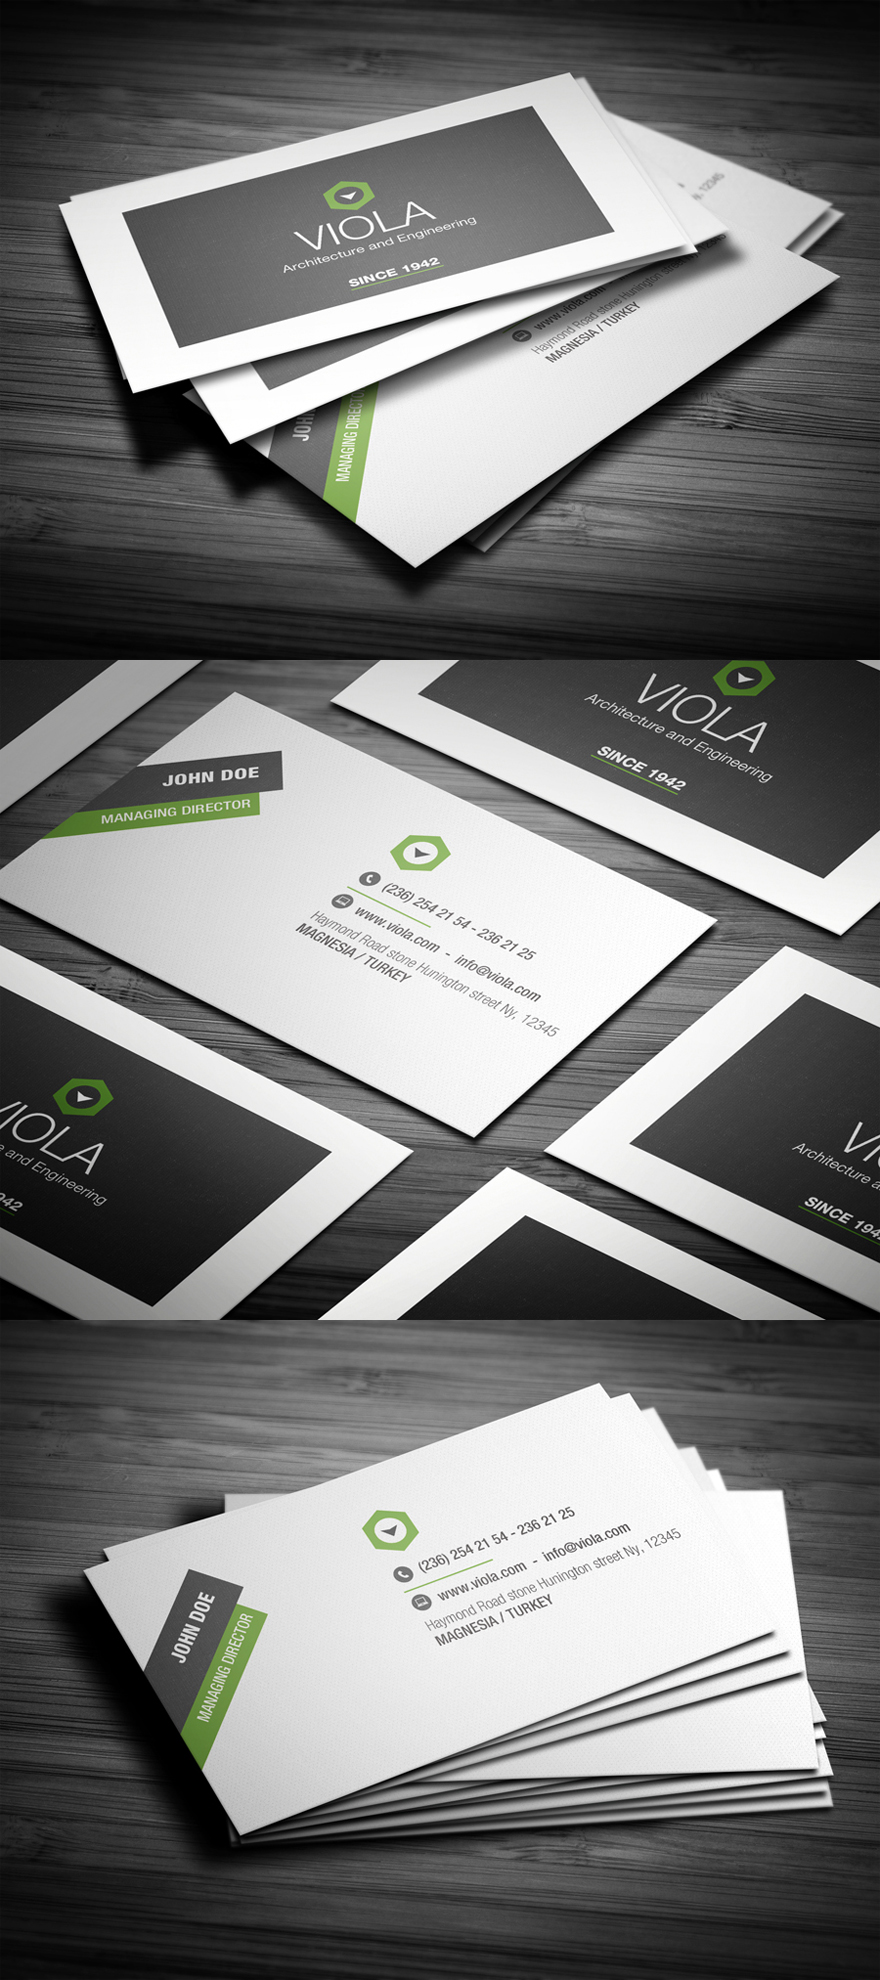 VIOLA
Architecture and Engineering
SINCE 1942
12345
www.viola.com
Haymond Road stone Hunington
MAGNESIA / TURKEY
JOHN
MANAGING DIRECTOR
VIOLA
Architecture and Engineering
SINCE 1942
JOHN DOE
MANAGING DIRECTOR
(236) 254 21 54 - 236 21 25
www.viola.com - info@viola.com
Haymond Road stone Hunington street Ny, 12345
MAGNESIA / TURKEY
VIOLA
and Engineering
942
VI
Architecture a
SINCE 194
(236) 254 21 54 - 236 21 25
www.viola.com - info@viola.com
Haymond Road stone Hunington street Ny, 12345
MAGNESIA / TURKEY
JOHN DOE
MANAGING DIRECTOR